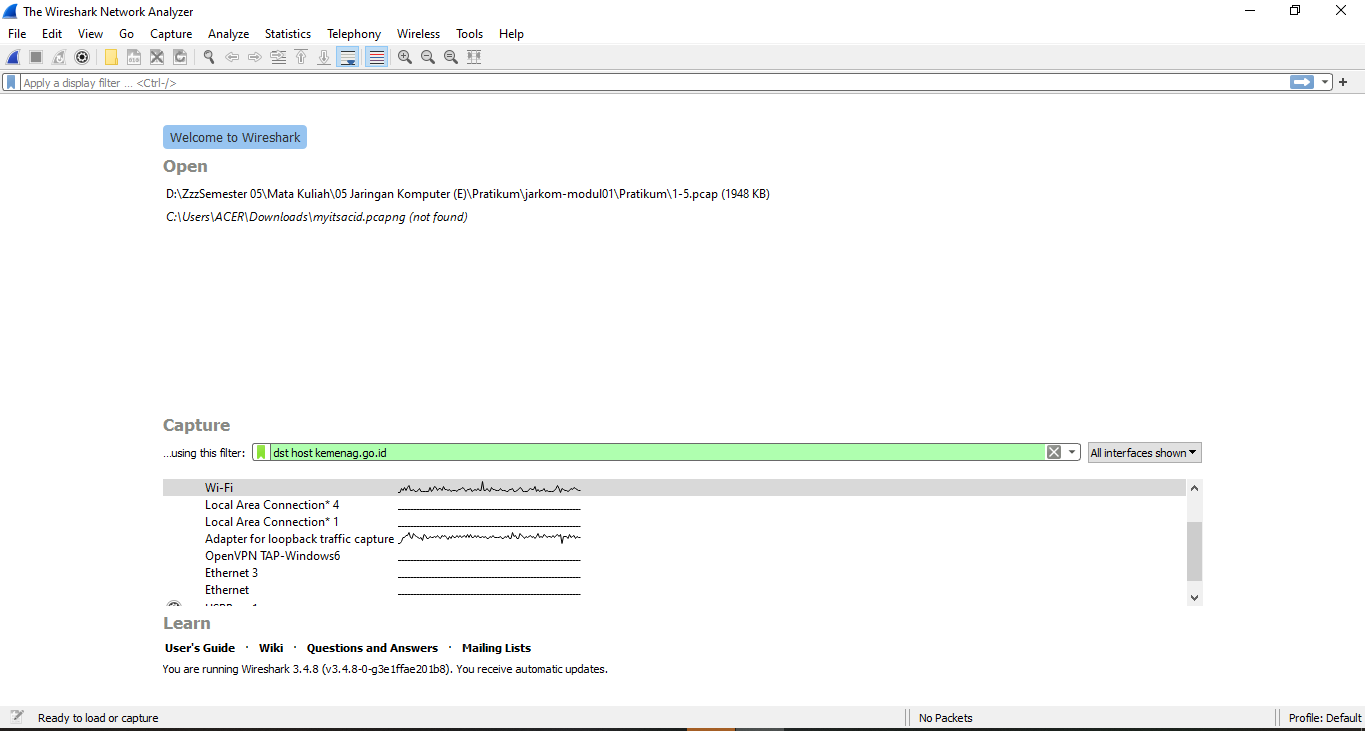 The Wireshark Network Analyzer
File Edit View Go Capture Analyze Statistics Telephony Wireless Tools Help
Apply a display filter ... <Ctrl-/>
Welcome to Wireshark
Open
D:\ZzzSemester 05\Mata Kuliah\05 Jaringan Komputer (E)\Pratikum\jarkom-modul01\Pratikum\1-5.pcap (1948 KB)
C:\Users\ACER\Downloads\myitsacid.pcapng (not found)
Capture
...using this filter: dst host kemenag.go.id All interfaces shown
Wi-Fi
Local Area Connection* 4
Local Area Connection* 1
Adapter for loopback traffic capture
OpenVPN TAP-Windows6
Ethernet 3
Ethernet
Learn
User's Guide · Wiki · Questions and Answers · Mailing Lists
You are running Wireshark 3.4.8 (v3.4.8-0-g3e1ffae201b8). You receive automatic updates.
Ready to load or capture No Packets Profile: Default